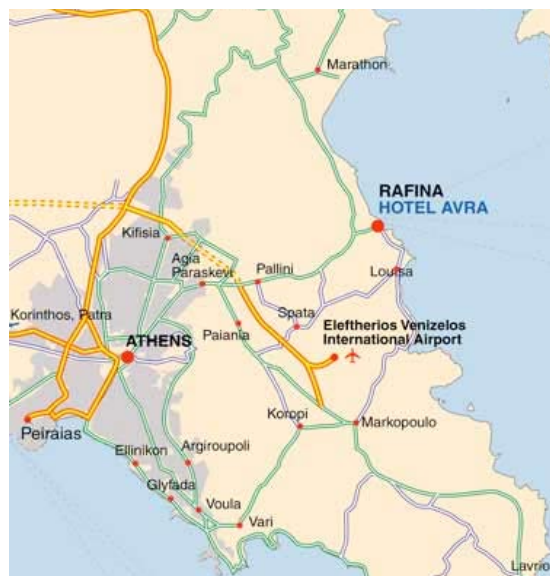 Marathon
RAFINA
HOTEL AVRA
Kifisia
Agia
Paraskevi
Pallini
Loutsa
Korinthos, Patra
Spata
Eleftherios Venizelos
International Airport
Paiania
ATHENS
Koropi
Markopoulo
Peiraias
Ellinikon
Argiroupoli
Glyfada
Voula
Vari
Lavrio